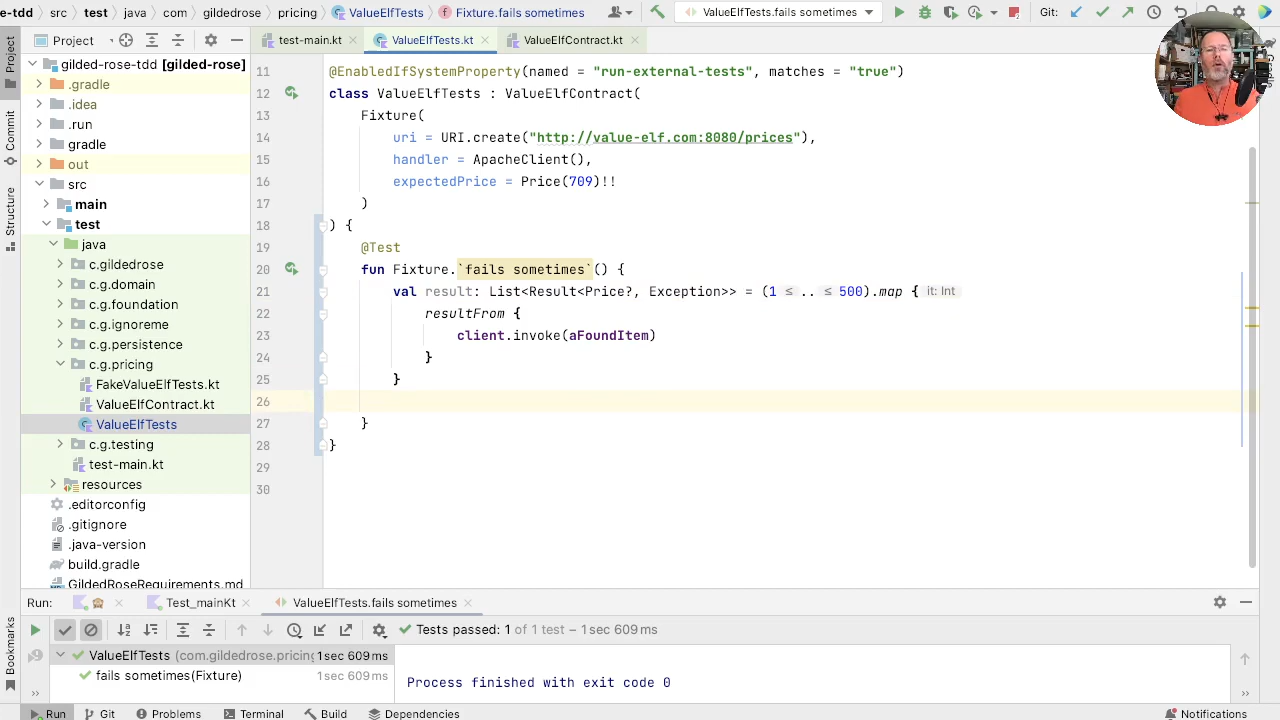 e-tdd › src › test › java › com › gildedrose › pricing › ValueElfTests › Fixture.fails sometimes
ValueElfTests.fails sometimes
Git:
Project
test-main.kt
ValueElfTests.kt
ValueElfContract.kt
gilded-rose-tdd [gilded-rose]
.gradle
.idea
.run
gradle
out
src
main
test
java
c.gildedrose
c.g.domain
c.g.foundation
c.g.ignoreme
c.g.persistence
c.g.pricing
FakeValueElfTests.kt
ValueElfContract.kt
ValueElfTests
c.g.testing
test-main.kt
resources
.editorconfig
.gitignore
.java-version
build.gradle
GildedRoseRequirements.md
Project
Commit
Structure
Bookmarks
11 @EnabledIfSystemProperty(named = "run-external-tests", matches = "true")
12 class ValueElfTests : ValueElfContract(
13 Fixture(
14 uri = URI.create("http://value-elf.com:8080/prices"),
15 handler = ApacheClient(),
16 expectedPrice = Price(709)!!
17 )
18 ) {
19 @Test
20 fun Fixture.`fails sometimes`() {
21 val result: List<Result<Price?, Exception>> = (1 ≤ .. ≤ 500).map { it: Int
22 resultFrom {
23 client.invoke(aFoundItem)
24 }
25 }
26
27 }
28 }
29
30
Run:
Test_mainKt
ValueElfTests.fails sometimes
Tests passed: 1 of 1 test – 1 sec 609 ms
ValueElfTests (com.gildedrose.pricing 1 sec 609 ms
fails sometimes(Fixture) 1 sec 609 ms
Process finished with exit code 0
Run
Git
Problems
Terminal
Build
Dependencies
Notifications